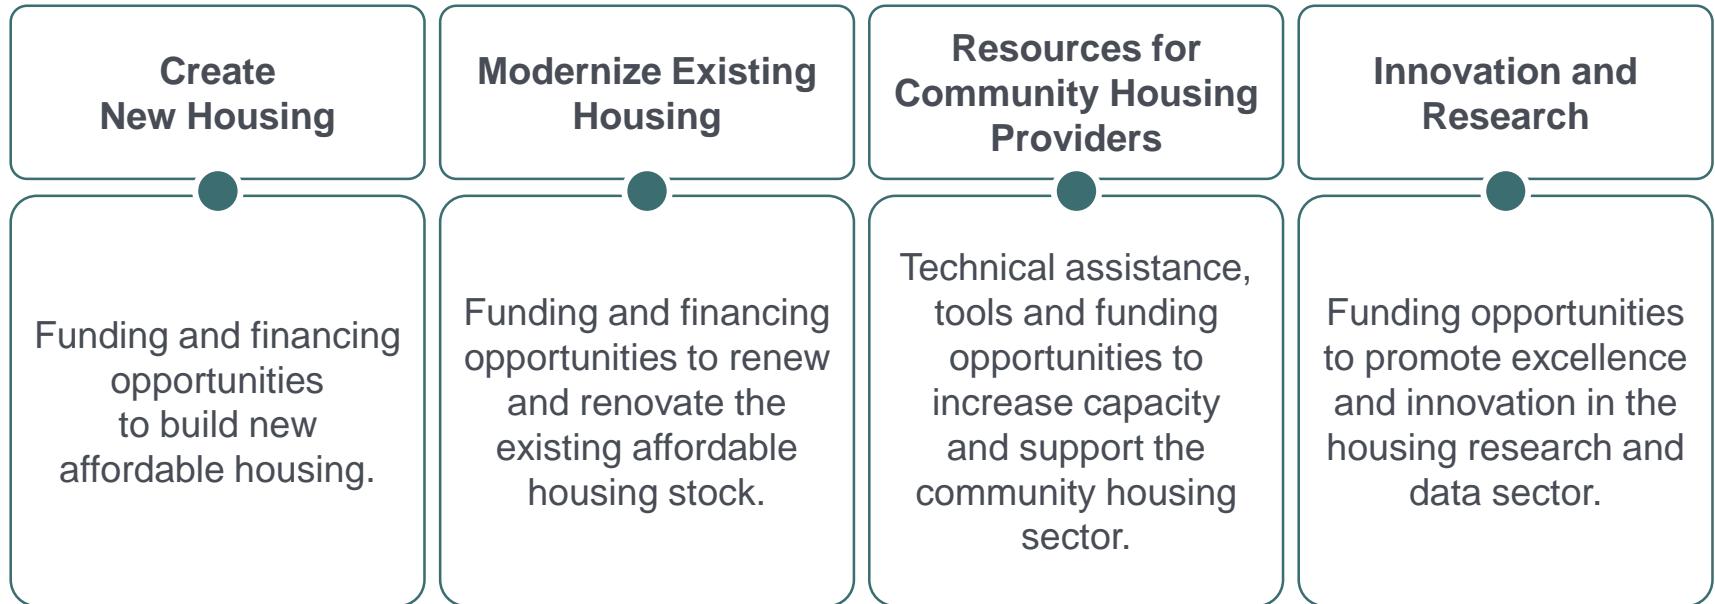 Create
New Housing
Funding and financing
opportunities
to build new
affordable housing.
Modernize Existing
Housing
Funding and financing
opportunities to renew
and renovate the
existing affordable
housing stock.
Resources for
Community Housing
Providers
Technical assistance,
tools and funding
opportunities to
increase capacity
and support the
community housing
sector.
Innovation and
Research
Funding opportunities
to promote excellence
and innovation in the
housing research and
data sector.